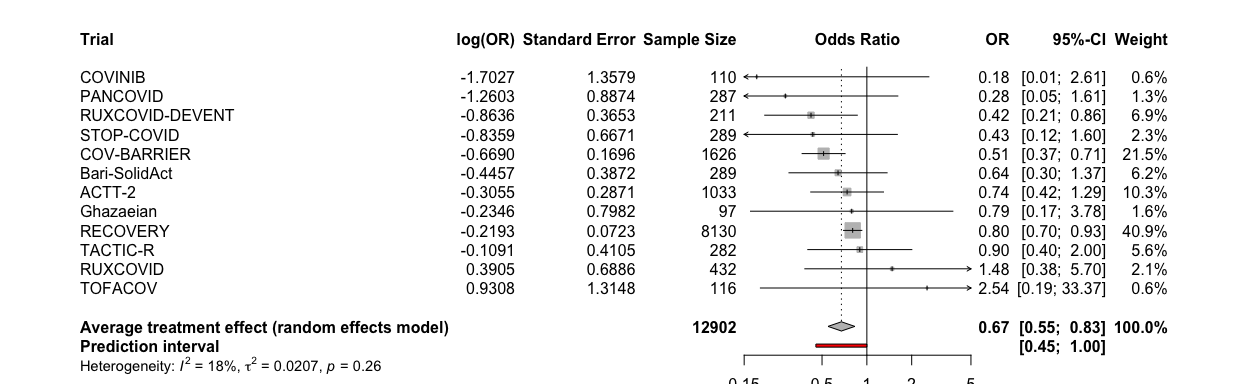 Trial log(OR) Standard Error Sample Size Odds Ratio OR 95%-CI Weight
COVINIB -1.7027 1.3579 110 0.18 [0.01; 2.61] 0.6%
PANCOVID -1.2603 0.8874 287 0.28 [0.05; 1.61] 1.3%
RUXCOVID-DEVENT -0.8636 0.3653 211 0.42 [0.21; 0.86] 6.9%
STOP-COVID -0.8359 0.6671 289 0.43 [0.12; 1.60] 2.3%
COV-BARRIER -0.6690 0.1696 1626 0.51 [0.37; 0.71] 21.5%
Bari-SolidAct -0.4457 0.3872 289 0.64 [0.30; 1.37] 6.2%
ACTT-2 -0.3055 0.2871 1033 0.74 [0.42; 1.29] 10.3%
Ghazaeian -0.2346 0.7982 97 0.79 [0.17; 3.78] 1.6%
RECOVERY -0.2193 0.0723 8130 0.80 [0.70; 0.93] 40.9%
TACTIC-R -0.1091 0.4105 282 0.90 [0.40; 2.00] 5.6%
RUXCOVID 0.3905 0.6886 432 1.48 [0.38; 5.70] 2.1%
TOFACOV 0.9308 1.3148 116 2.54 [0.19; 33.37] 0.6%
Average treatment effect (random effects model) 12902 0.67 [0.55; 0.83] 100.0%
Prediction interval [0.45; 1.00]
Heterogeneity: I² = 18%, τ² = 0.0207, p = 0.26
0.15 0.5 1 2 5